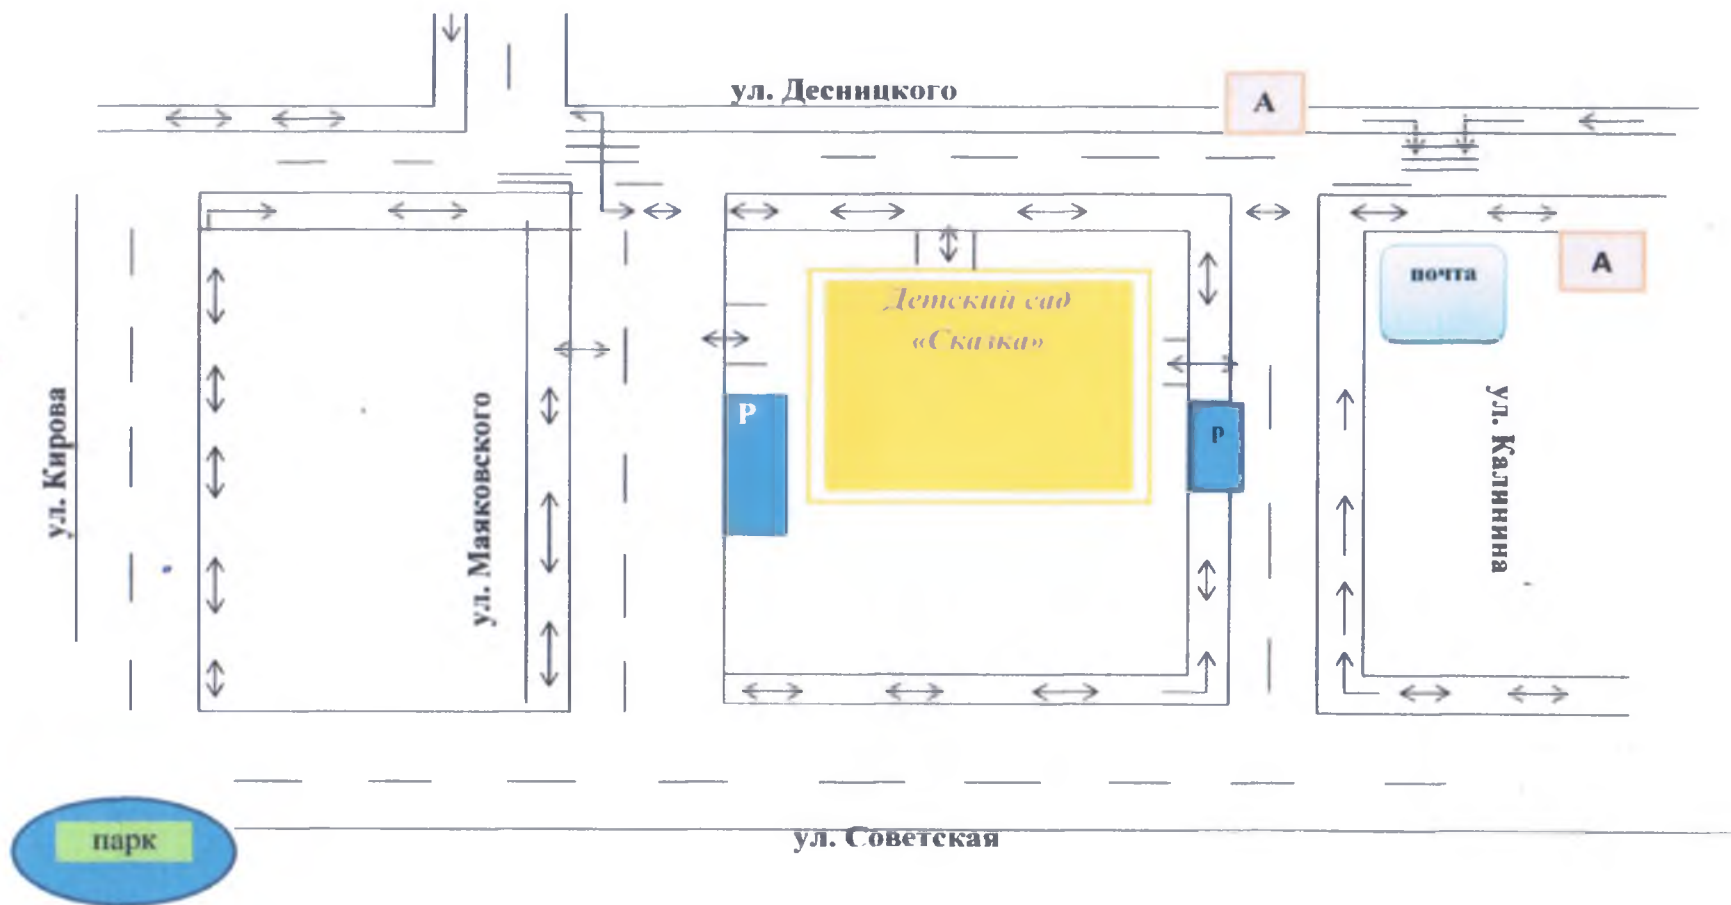 ул. Десницкого
А
А
почта
Детский сад
«Сказка»
Р
Р
ул. Кирова
ул. Маяковского
ул. Калинина
парк
ул. Советская